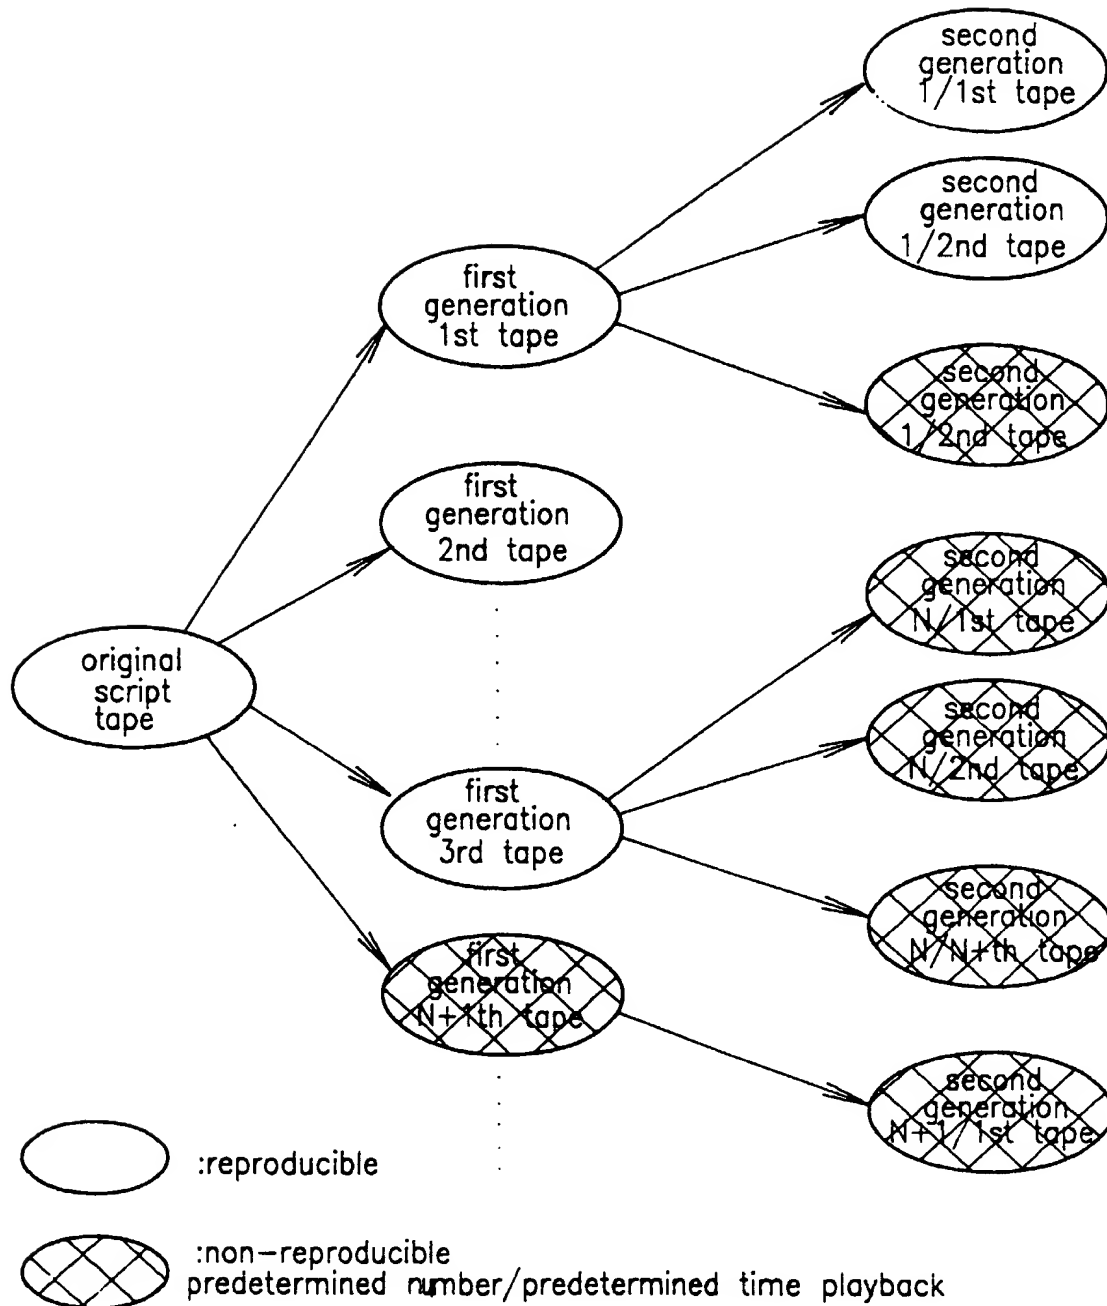 second
generation
1/1st tape
second
generation
1/2nd tape
first
generation
1st tape
second
generation
1/2nd tape
first
generation
2nd tape
second
generation
N/1st tape
original
script
tape
second
generation
N/2nd tape
first
generation
3rd tape
second
generation
N/N+th tape
first
generation
N+1th tape
second
generation
N+1/1st tape
:reproducible
:non-reproducible
predetermined number/predetermined time playback